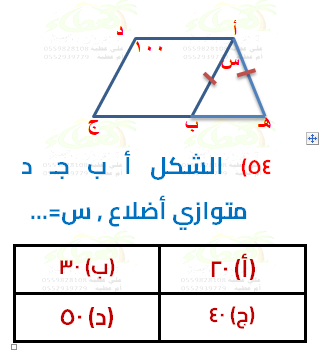 د أ
١٠٠
س
ج ب هـ
٥٤) الشكل أ ب جـ د
متوازي أضلاع , س=...
(أ) ٢٠ (ب) ٣٠
(ج) ٤٠ (د) ٥٠